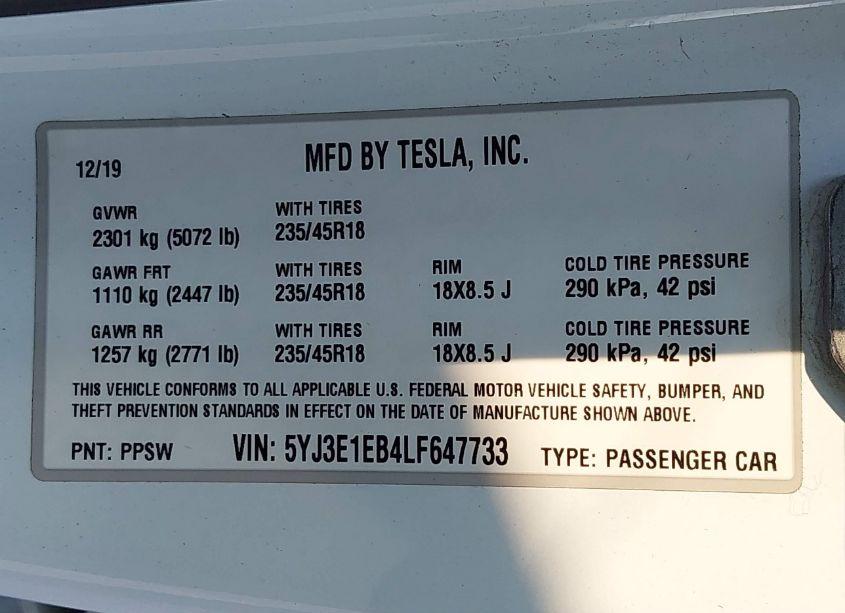 12/19 MFD BY TESLA, INC.
GVWR WITH TIRES
2301 kg (5072 lb) 235/45R18
GAWR FRT WITH TIRES RIM COLD TIRE PRESSURE
1110 kg (2447 lb) 235/45R18 18X8.5 J 290 kPa, 42 psi
GAWR RR WITH TIRES RIM COLD TIRE PRESSURE
1257 kg (2771 lb) 235/45R18 18X8.5 J 290 kPa, 42 psi
THIS VEHICLE CONFORMS TO ALL APPLICABLE U.S. FEDERAL MOTOR VEHICLE SAFETY, BUMPER, AND
THEFT PREVENTION STANDARDS IN EFFECT ON THE DATE OF MANUFACTURE SHOWN ABOVE.
PNT: PPSW VIN: 5YJ3E1EB4LF647733 TYPE: PASSENGER CAR